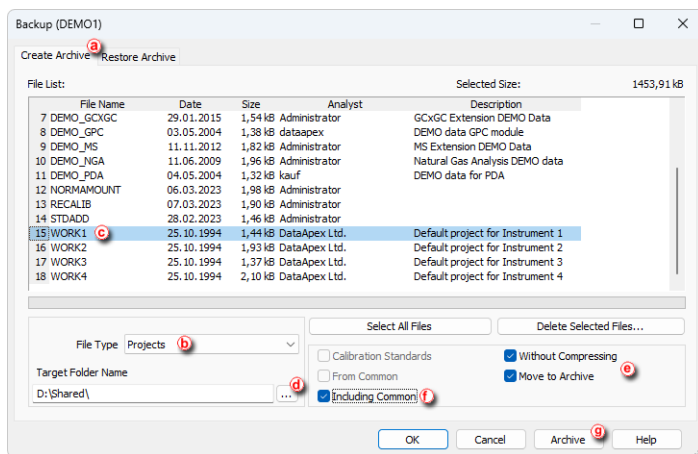 Backup (DEMO1)
Create Archive a Restore Archive
File List: Selected Size: 1453,91 kB
File Name Date Size Analyst Description
7 DEMO_GCXGC 29.01.2015 1,54 kB Administrator GCxGC Extension DEMO Data
8 DEMO_GPC 03.05.2004 1,38 kB dataapex DEMO data GPC module
9 DEMO_MS 11.11.2012 1,82 kB Administrator MS Extension DEMO Data
10 DEMO_NGA 11.06.2009 1,96 kB Administrator Natural Gas Analysis DEMO data
11 DEMO_PDA 04.05.2004 1,32 kB kauf DEMO data for PDA
12 NORMAMOUNT 06.03.2023 1,98 kB Administrator
13 RECALIB 07.03.2023 1,90 kB Administrator
14 STDADD 28.02.2023 1,46 kB Administrator
15 WORK1 c 25.10.1994 1,44 kB DataApex Ltd. Default project for Instrument 1
16 WORK2 25.10.1994 1,93 kB DataApex Ltd. Default project for Instrument 2
17 WORK3 25.10.1994 1,37 kB DataApex Ltd. Default project for Instrument 3
18 WORK4 25.10.1994 2,10 kB DataApex Ltd. Default project for Instrument 4
Select All Files Delete Selected Files...
File Type Projects b
Calibration Standards Without Compressing
Target Folder Name From Common Move to Archive e
D:\Shared\ ... d Including Common f
OK Cancel Archive g Help